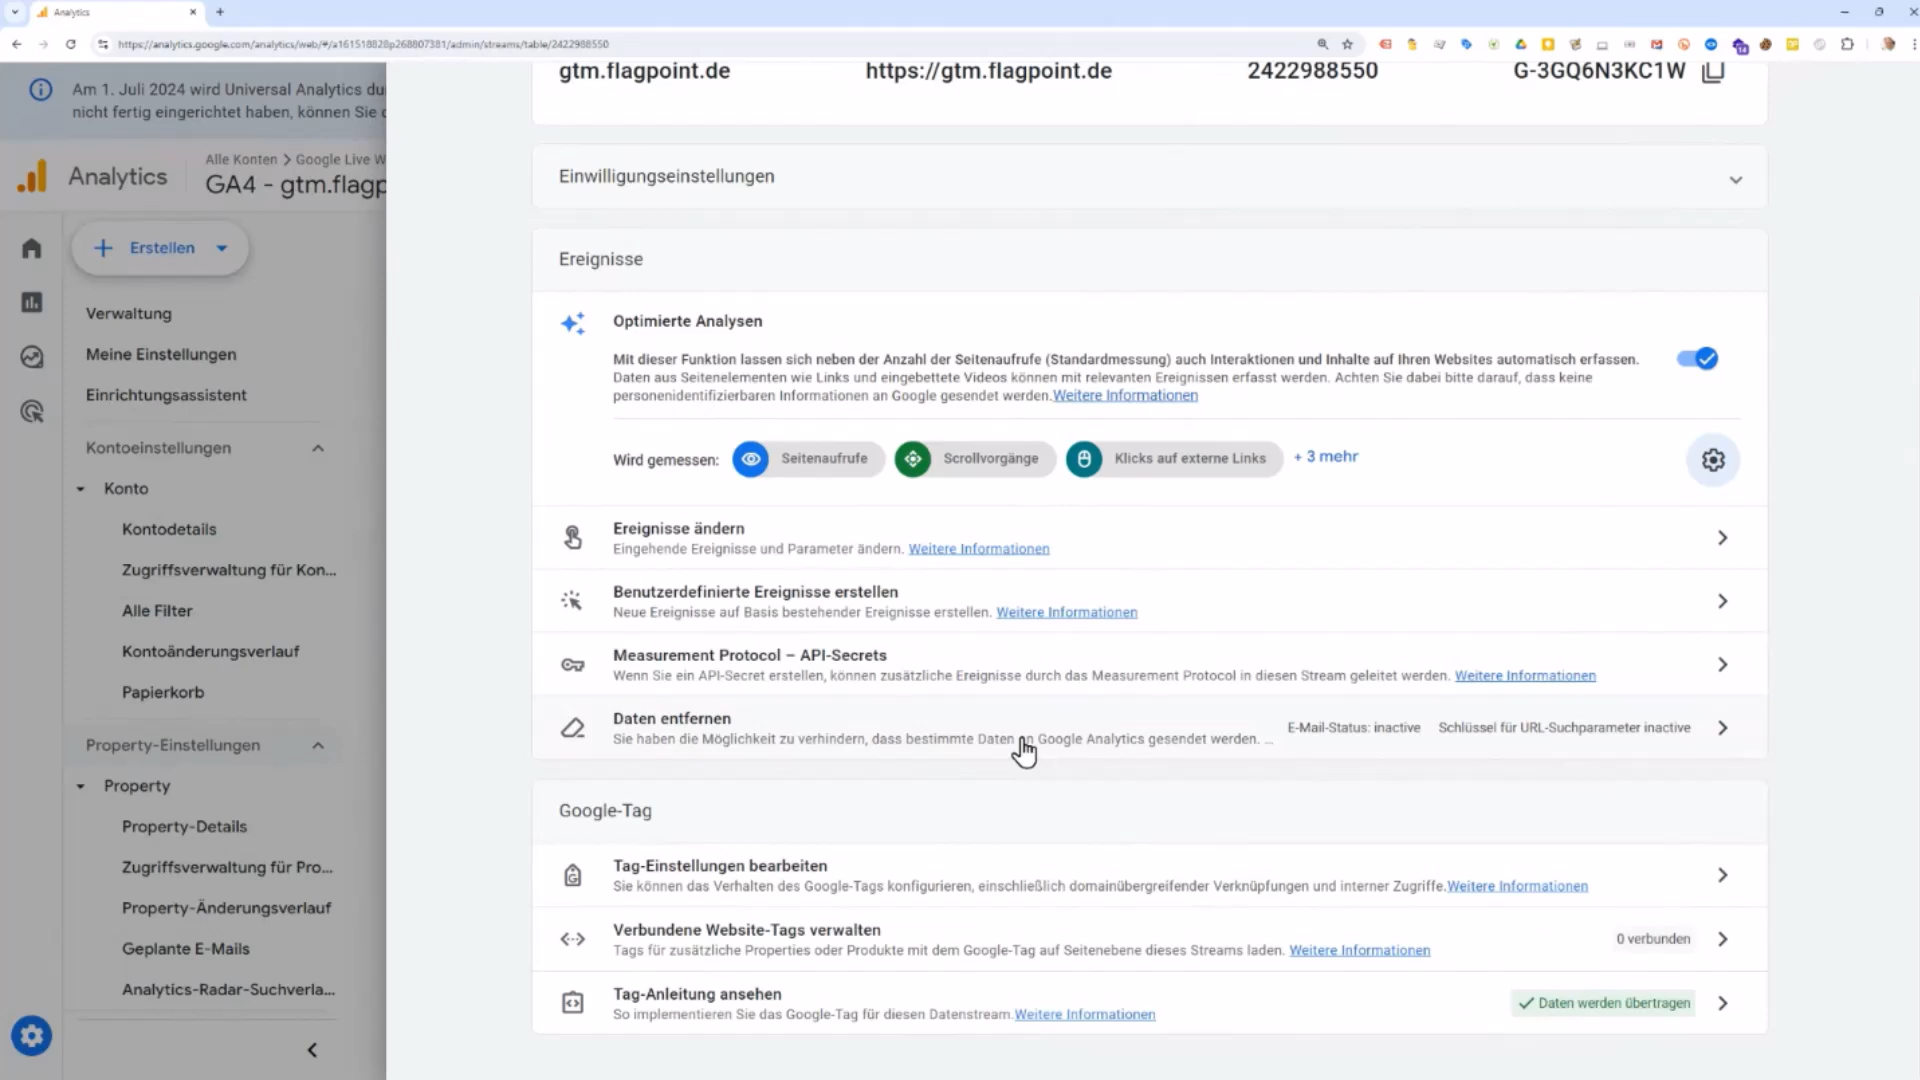 Analytics
https://analytics.google.com/analytics/web/#/a161518828p268807381/admin/streams/table/2422988550
Am 1. Juli 2024 wird Universal Analytics du
nicht fertig eingerichtet haben, können Sie d
Analytics
Alle Konten > Google Live W
GA4 - gtm.flagp
Erstellen
Verwaltung
Meine Einstellungen
Einrichtungsassistent
Kontoeinstellungen
Konto
Kontodetails
Zugriffsverwaltung für Kon...
Alle Filter
Kontoänderungsverlauf
Papierkorb
Property-Einstellungen
Property
Property-Details
Zugriffsverwaltung für Pro...
Property-Änderungsverlauf
Geplante E-Mails
Analytics-Radar-Suchverla...
gtm.flagpoint.de https://gtm.flagpoint.de 2422988550 G-3GQ6N3KC1W
Einwilligungseinstellungen
Ereignisse
Optimierte Analysen
Mit dieser Funktion lassen sich neben der Anzahl der Seitenaufrufe (Standardmessung) auch Interaktionen und Inhalte auf Ihren Websites automatisch erfassen.
Daten aus Seitenelementen wie Links und eingebettete Videos können mit relevanten Ereignissen erfasst werden. Achten Sie dabei bitte darauf, dass keine
personenidentifizierbaren Informationen an Google gesendet werden.Weitere Informationen
Wird gemessen: Seitenaufrufe Scrollvorgänge Klicks auf externe Links + 3 mehr
Ereignisse ändern
Eingehende Ereignisse und Parameter ändern. Weitere Informationen
Benutzerdefinierte Ereignisse erstellen
Neue Ereignisse auf Basis bestehender Ereignisse erstellen. Weitere Informationen
Measurement Protocol – API-Secrets
Wenn Sie ein API-Secret erstellen, können zusätzliche Ereignisse durch das Measurement Protocol in diesen Stream geleitet werden. Weitere Informationen
Daten entfernen
Sie haben die Möglichkeit zu verhindern, dass bestimmte Daten an Google Analytics gesendet werden. ...
E-Mail-Status: inactive Schlüssel für URL-Suchparameter inactive
Google-Tag
Tag-Einstellungen bearbeiten
Sie können das Verhalten des Google-Tags konfigurieren, einschließlich domainübergreifender Verknüpfungen und interner Zugriffe.Weitere Informationen
Verbundene Website-Tags verwalten
Tags für zusätzliche Properties oder Produkte mit dem Google-Tag auf Seitenebene dieses Streams laden. Weitere Informationen
0 verbunden
Tag-Anleitung ansehen
So implementieren Sie das Google-Tag für diesen Datenstream.Weitere Informationen
Daten werden übertragen